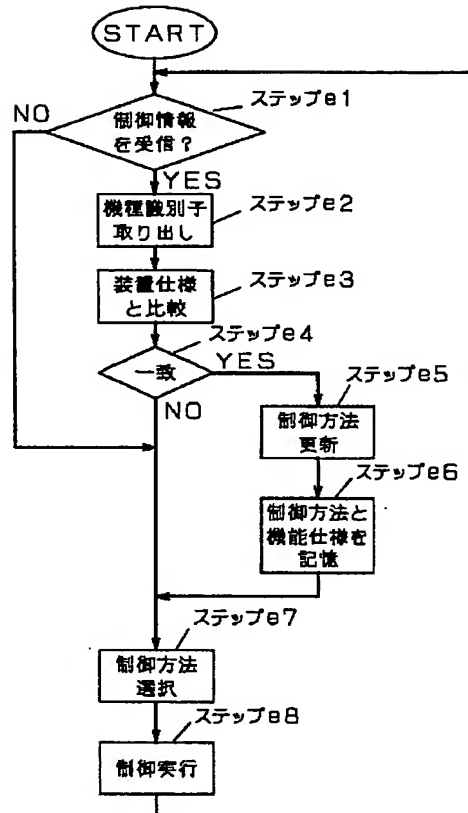 START
ステップe1
NO
制御情報
を受信?
YES
ステップe2
機種識別子
取り出し
ステップe3
装置仕様
と比較
ステップe4
一致
YES
NO
ステップe5
制御方法
更新
ステップe6
制御方法と
機能仕様を
記憶
ステップe7
制御方法
選択
ステップe8
制御実行